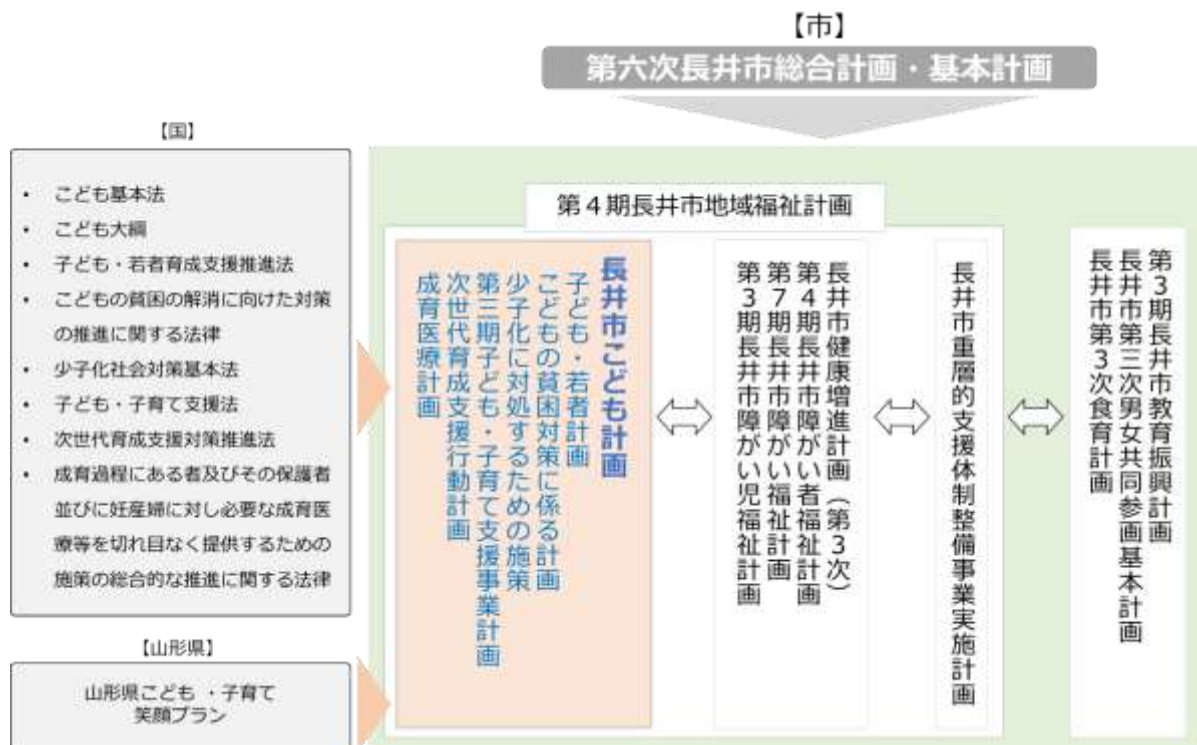 【市】
第六次長井市総合計画・基本計画
【国】
・ こども基本法
・ こども大綱
・ 子ども・若者育成支援推進法
・ こどもの貧困の解消に向けた対策
の推進に関する法律
・ 少子化社会対策基本法
・ 子ども・子育て支援法
・ 次世代育成支援対策推進法
・ 成育過程にある者及びその保護者
並びに妊産婦に対し必要な成育医
療等を切れ目なく提供するための
施策の総合的な推進に関する法律
【山形県】
山形県こども ・子育て
笑顔プラン
第４期長井市地域福祉計画
長井市こども計画
子ども・若者計画
こどもの貧困対策に係る計画
少子化に対処するための施策
第三期子ども・子育て支援事業計画
次世代育成支援行動計画
成育医療計画
長井市健康増進計画（第３次）
第４期長井市障がい者福祉計画
第７期長井市障がい福祉計画
第３期長井市障がい児福祉計画
長井市重層的支援体制整備事業実施計画
第３期長井市教育振興計画
長井市第三次男女共同参画基本計画
長井市第３次食育計画